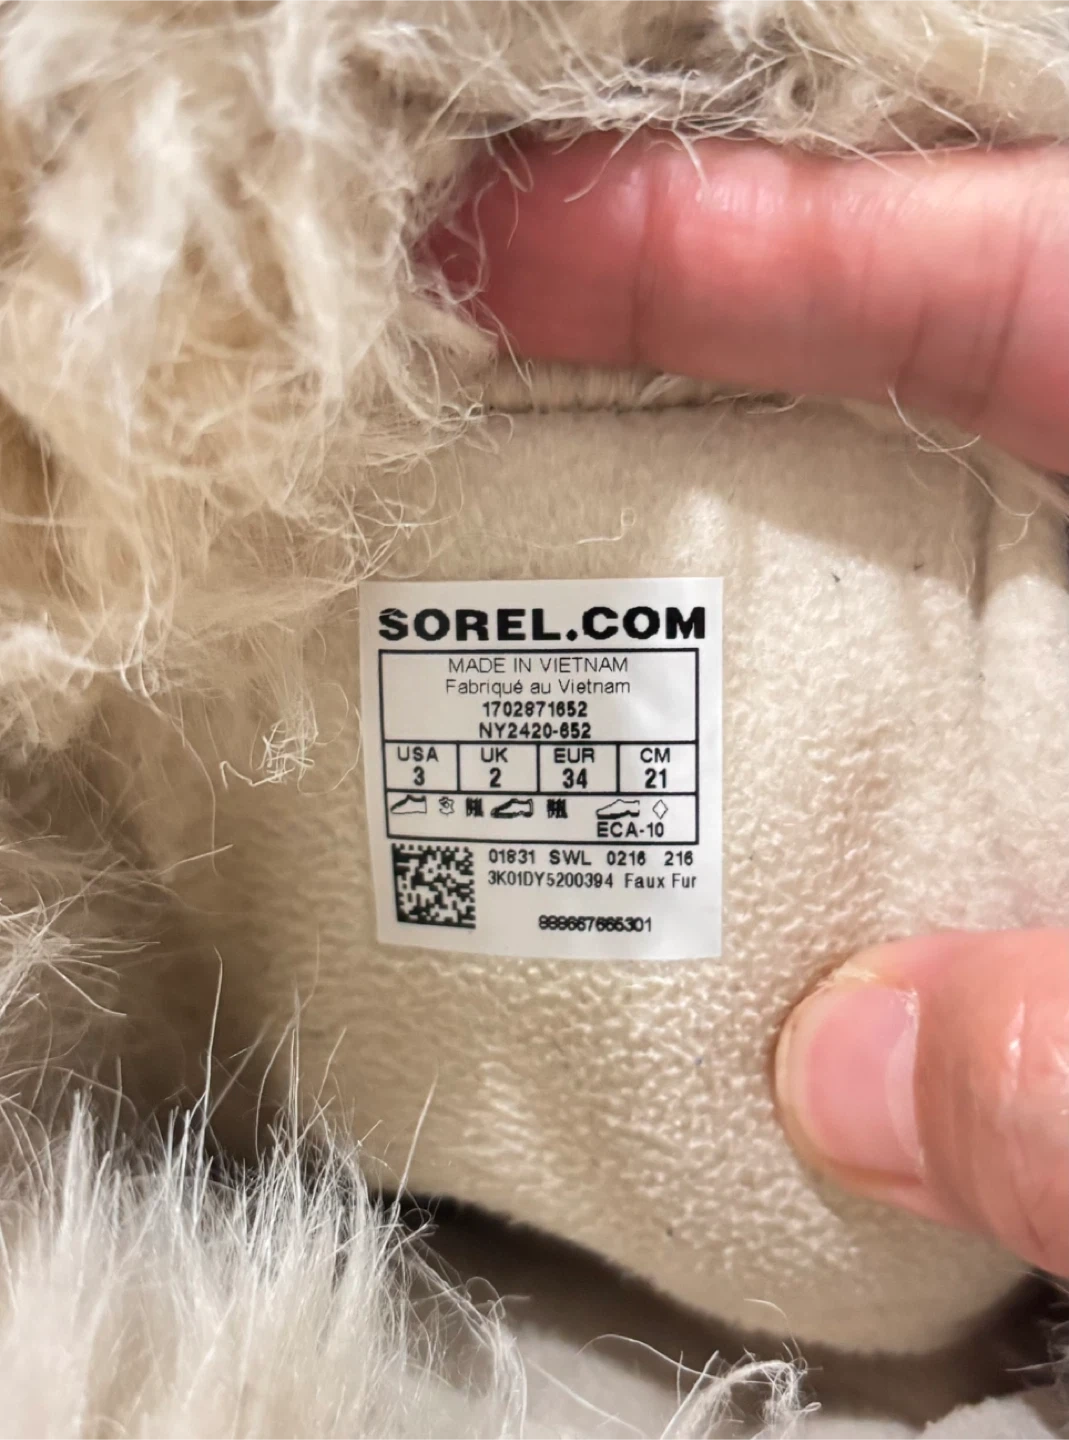 SOREL.COM
MADE IN VIETNAM
Fabriqué au Vietnam
1702871652
NY2420-652
USA UK EUR CM
3 2 34 21
ECA-10
01831 SWL 0216 216
3K01DY5200394 Faux Fur